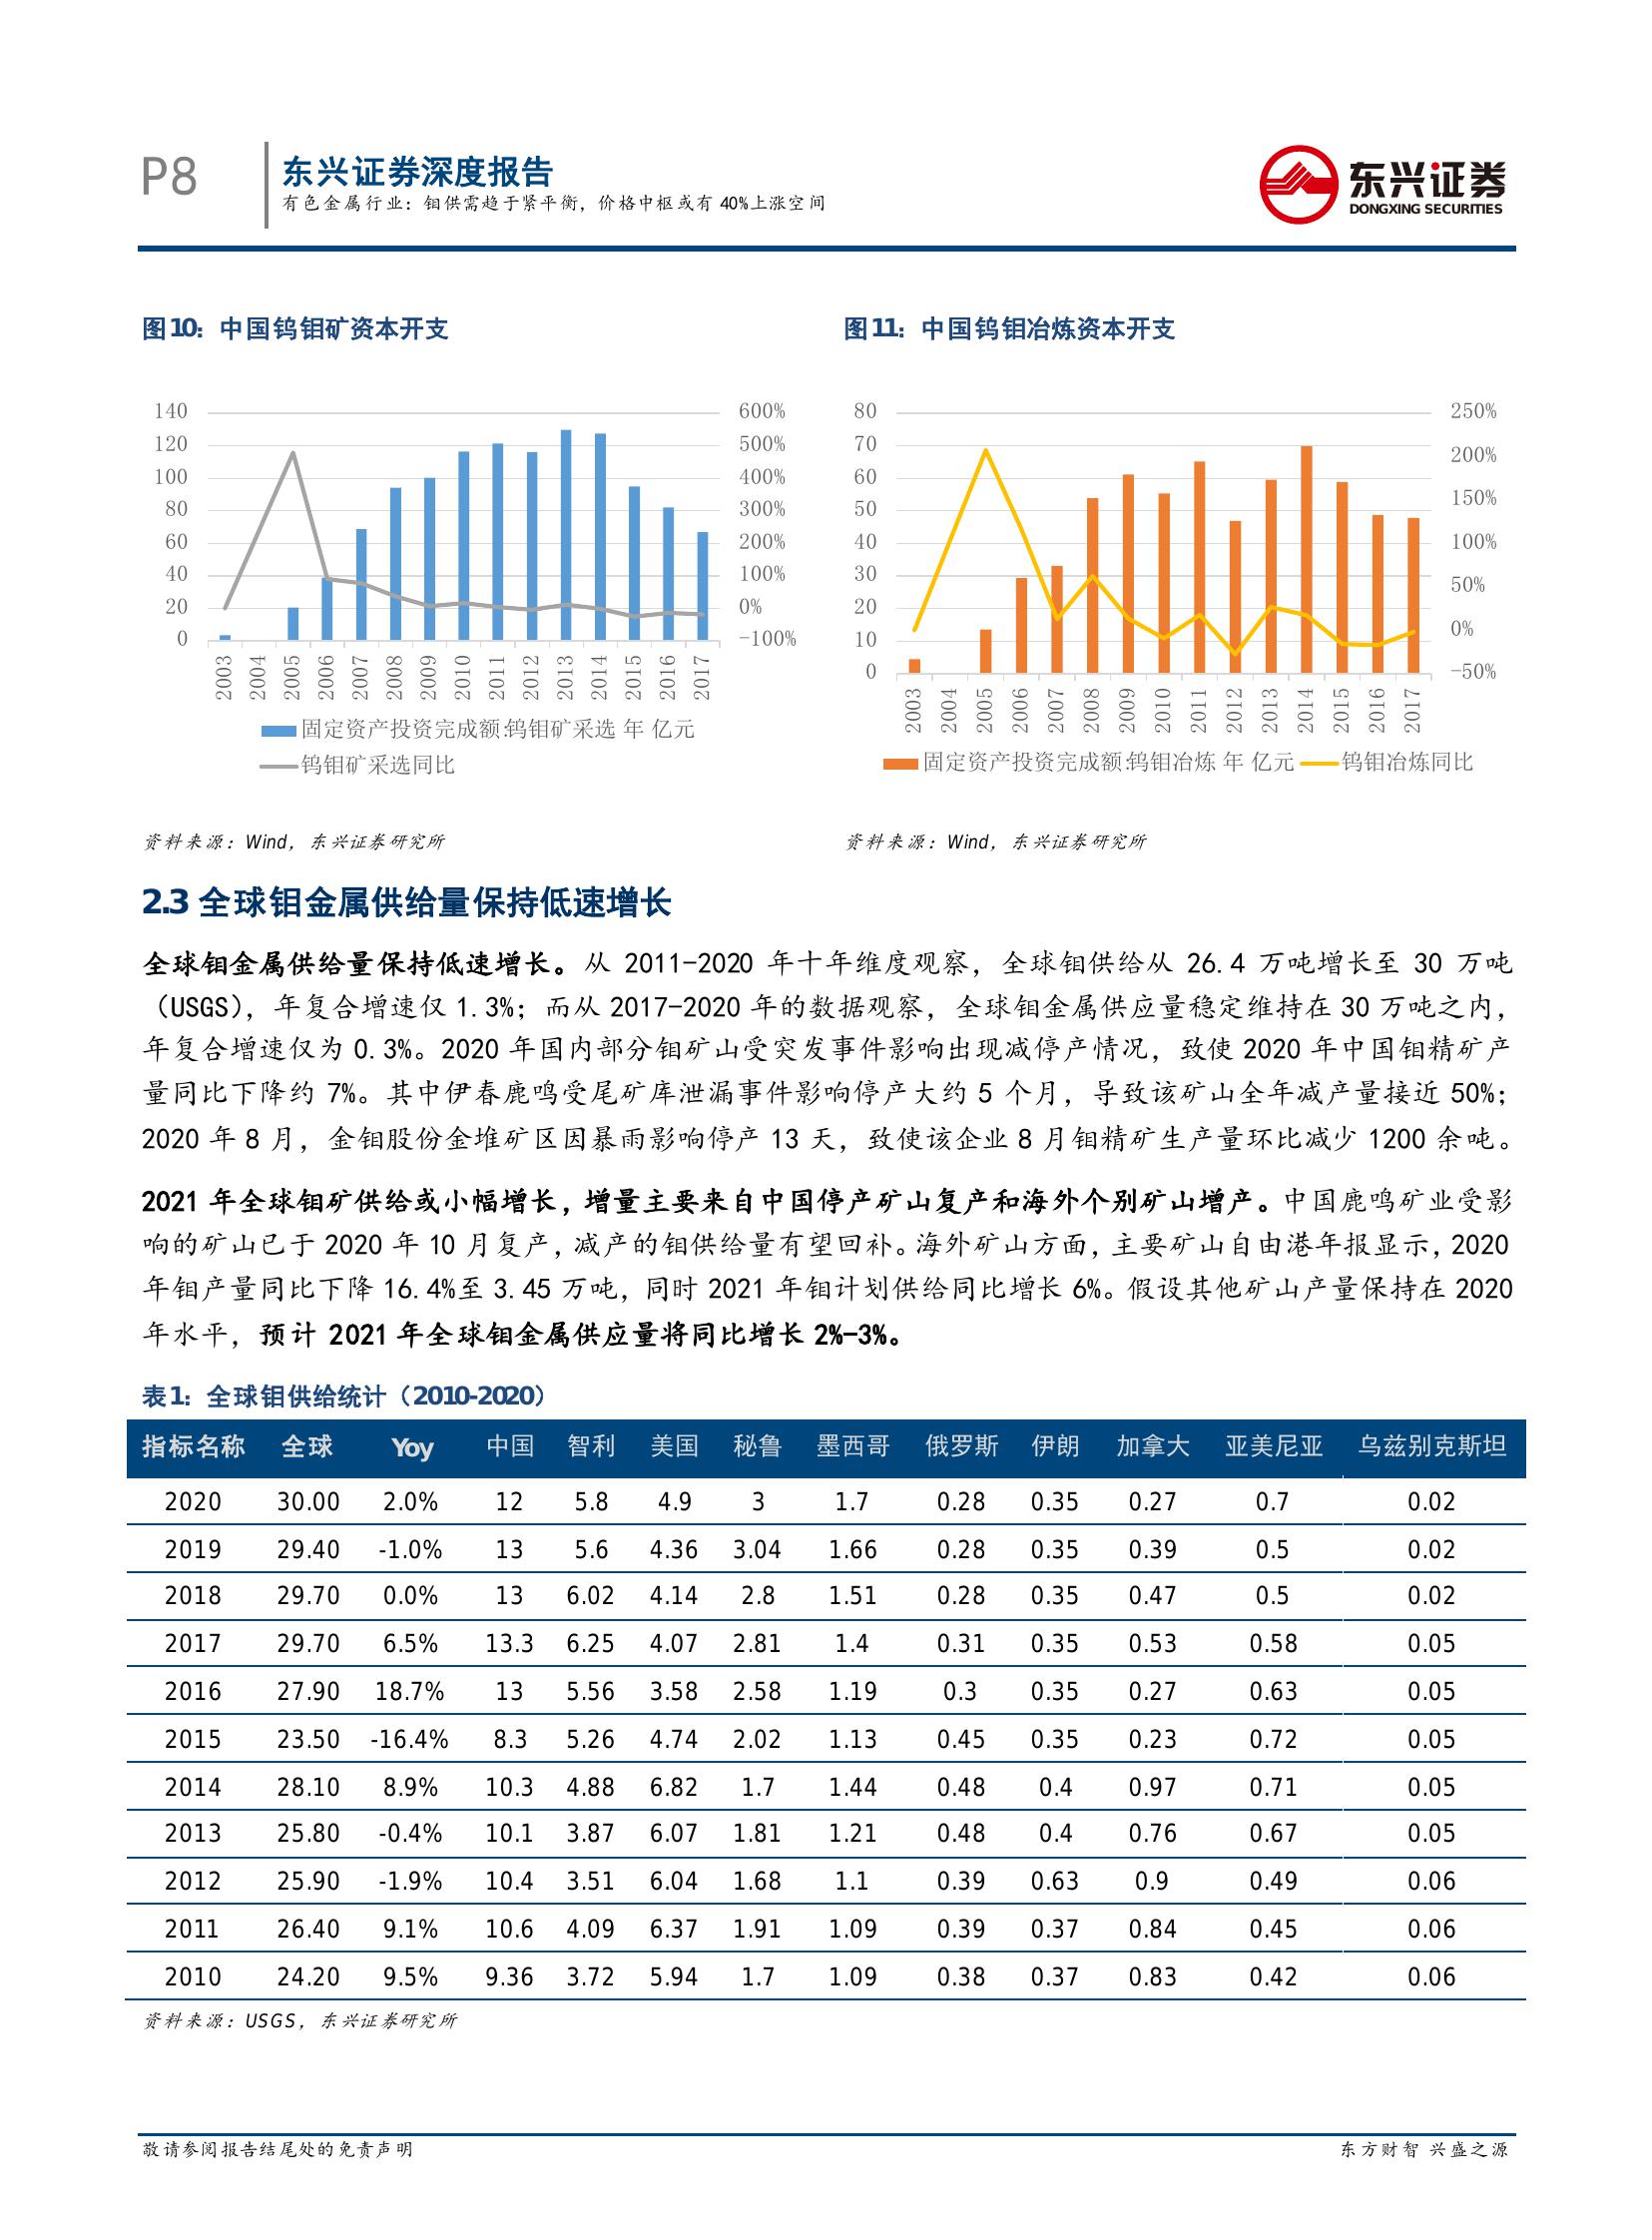 P8
东兴证券深度报告
有色金属行业：钼供需趋于紧平衡，价格中枢或有 40%上涨空间
东兴证券
DONGXING SECURITIES
图10：中国钨钼矿资本开支
140
120
100
80
60
40
20
0
600%
500%
400%
300%
200%
100%
0%
-100%
2003 2004 2005 2006 2007 2008 2009 2010 2011 2012 2013 2014 2015 2016 2017
固定资产投资完成额:钨钼矿采选 年 亿元
钨钼矿采选同比
资料来源：Wind，东兴证券研究所
图11：中国钨钼冶炼资本开支
80
70
60
50
40
30
20
10
0
250%
200%
150%
100%
50%
0%
-50%
2003 2004 2005 2006 2007 2008 2009 2010 2011 2012 2013 2014 2015 2016 2017
固定资产投资完成额:钨钼冶炼 年 亿元 钨钼冶炼同比
资料来源：Wind，东兴证券研究所
2.3 全球钼金属供给量保持低速增长
全球钼金属供给量保持低速增长。从 2011-2020 年十年维度观察，全球钼供给从 26.4 万吨增长至 30 万吨
（USGS），年复合增速仅 1.3%；而从 2017-2020 年的数据观察，全球钼金属供应量稳定维持在 30 万吨之内，
年复合增速仅为 0.3%。2020 年国内部分钼矿山受突发事件影响出现减停产情况，致使 2020 年中国钼精矿产
量同比下降约 7%。其中伊春鹿鸣受尾矿库泄漏事件影响停产大约 5 个月，导致该矿山全年减产量接近 50%；
2020 年 8 月，金钼股份金堆矿区因暴雨影响停产 13 天，致使该企业 8 月钼精矿生产量环比减少 1200 余吨。
2021 年全球钼矿供给或小幅增长，增量主要来自中国停产矿山复产和海外个别矿山增产。中国鹿鸣矿业受影
响的矿山已于 2020 年 10 月复产，减产的钼供给量有望回补。海外矿山方面，主要矿山自由港年报显示，2020
年钼产量同比下降 16.4%至 3.45 万吨，同时 2021 年钼计划供给同比增长 6%。假设其他矿山产量保持在 2020
年水平，预计 2021 年全球钼金属供应量将同比增长 2%-3%。
表1：全球钼供给统计（2010-2020）
指标名称 全球 Yoy 中国 智利 美国 秘鲁 墨西哥 俄罗斯 伊朗 加拿大 亚美尼亚 乌兹别克斯坦
2020 30.00 2.0% 12 5.8 4.9 3 1.7 0.28 0.35 0.27 0.7 0.02
2019 29.40 -1.0% 13 5.6 4.36 3.04 1.66 0.28 0.35 0.39 0.5 0.02
2018 29.70 0.0% 13 6.02 4.14 2.8 1.51 0.28 0.35 0.47 0.5 0.02
2017 29.70 6.5% 13.3 6.25 4.07 2.81 1.4 0.31 0.35 0.53 0.58 0.05
2016 27.90 18.7% 13 5.56 3.58 2.58 1.19 0.3 0.35 0.27 0.63 0.05
2015 23.50 -16.4% 8.3 5.26 4.74 2.02 1.13 0.45 0.35 0.23 0.72 0.05
2014 28.10 8.9% 10.3 4.88 6.82 1.7 1.44 0.48 0.4 0.97 0.71 0.05
2013 25.80 -0.4% 10.1 3.87 6.07 1.81 1.21 0.48 0.4 0.76 0.67 0.05
2012 25.90 -1.9% 10.4 3.51 6.04 1.68 1.1 0.39 0.63 0.9 0.49 0.06
2011 26.40 9.1% 10.6 4.09 6.37 1.91 1.09 0.39 0.37 0.84 0.45 0.06
2010 24.20 9.5% 9.36 3.72 5.94 1.7 1.09 0.38 0.37 0.83 0.42 0.06
资料来源：USGS，东兴证券研究所
敬请参阅报告结尾处的免责声明
东方财智 兴盛之源